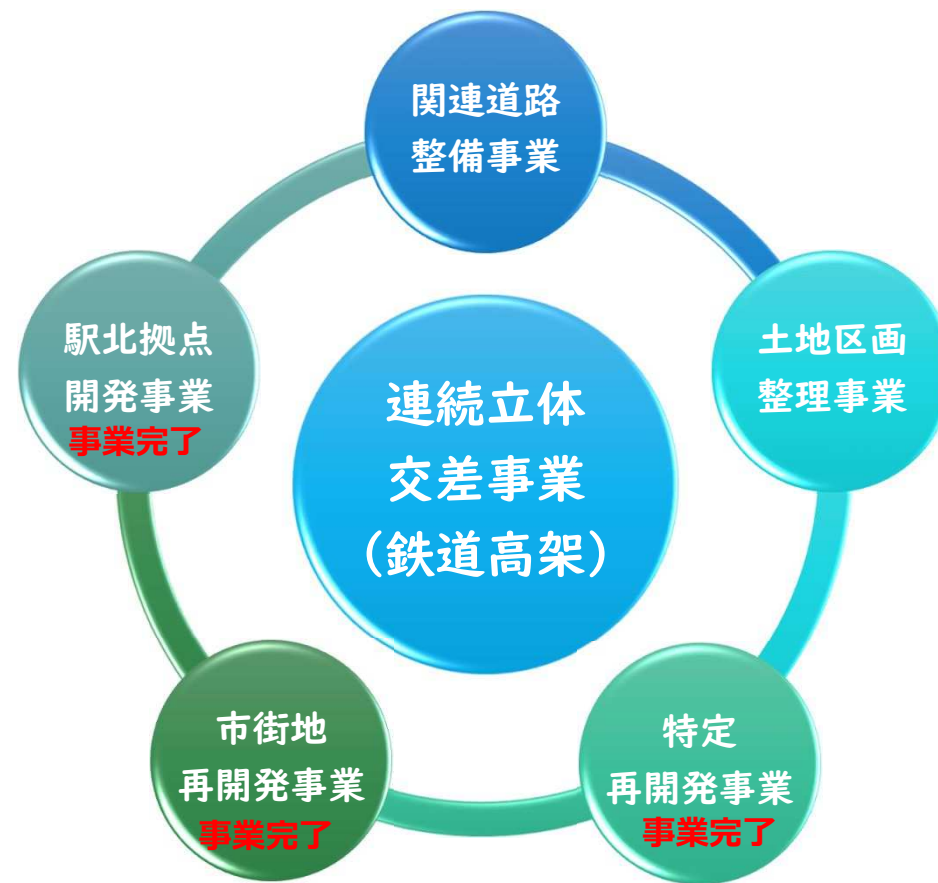 関連道路
整備事業
土地区画
整理事業
特定
再開発事業
事業完了
市街地
再開発事業
事業完了
駅北拠点
開発事業
事業完了
連続立体
交差事業
(鉄道高架)